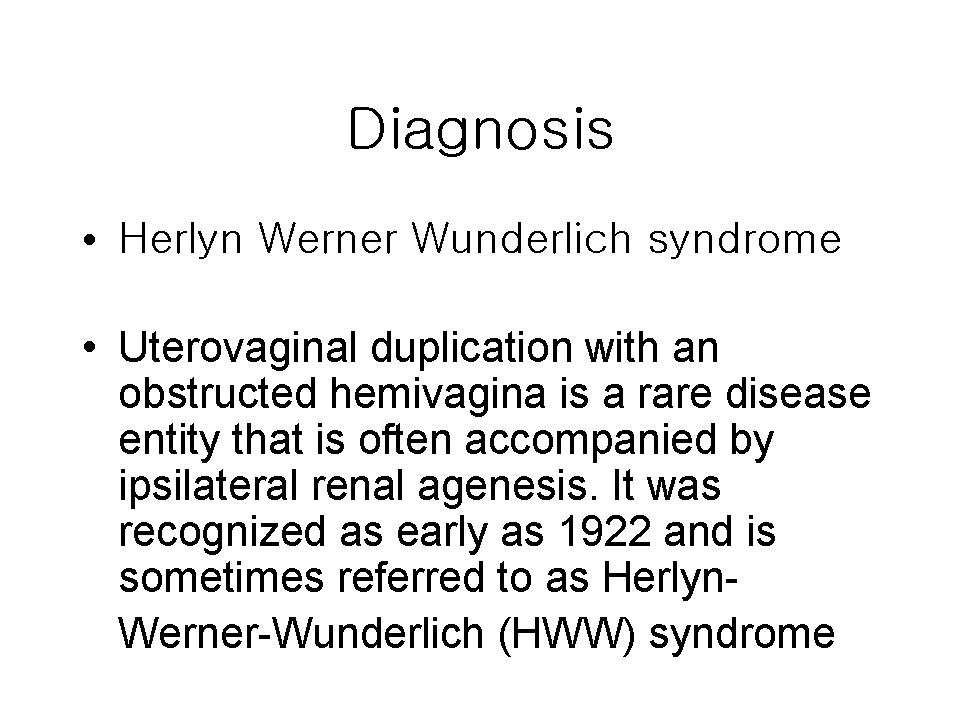 Diagnosis
• Herlyn Werner Wunderlich syndrome
• Uterovaginal duplication with an
obstructed hemivagina is a rare disease
entity that is often accompanied by
ipsilateral renal agenesis. It was
recognized as early as 1922 and is
sometimes referred to as Herlyn-
Werner-Wunderlich (HWW) syndrome